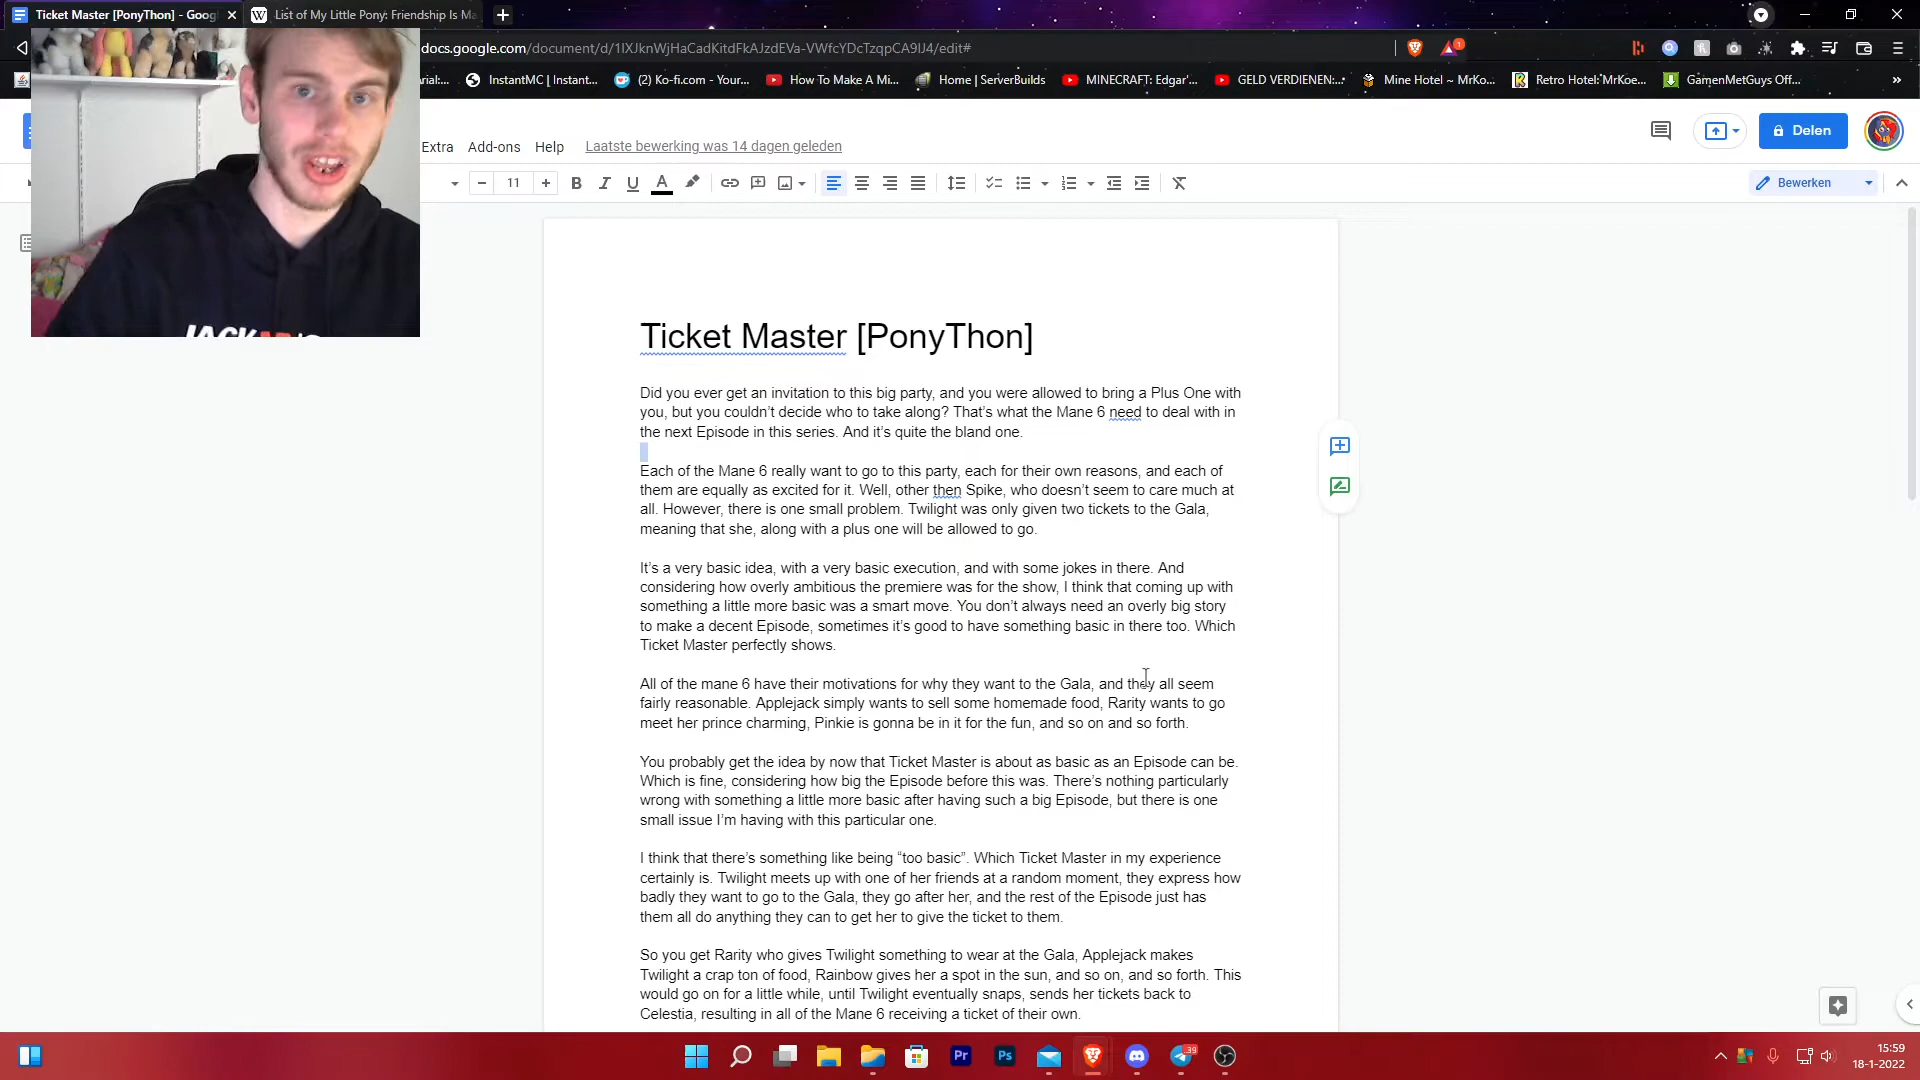 Ticket Master [PonyThon] - Goog
List of My Little Pony: Friendship Is Ma
docs.google.com/document/d/1IXJknWjHaCadKitdFkAJzdEVa-VWfcYDcTzqpCA9IJ4/edit#
1
rial:...
InstantMC | Instant...
(2) Ko-fi.com - Your...
How To Make A Mi...
Home | ServerBuilds
MINECRAFT: Edgar'...
GELD VERDIENEN:...
Mine Hotel ~ MrKo...
Retro Hotel: MrKoe...
GamenMetGuys Off...
»
Extra
Add-ons
Help
Laatste bewerking was 14 dagen geleden
Delen
11
B
I
U
A
Bewerken
Ticket Master [PonyThon]
Did you ever get an invitation to this big party, and you were allowed to bring a Plus One with
you, but you couldn't decide who to take along? That's what the Mane 6 need to deal with in
the next Episode in this series. And it's quite the bland one.
Each of the Mane 6 really want to go to this party, each for their own reasons, and each of
them are equally as excited for it. Well, other then Spike, who doesn't seem to care much at
all. However, there is one small problem. Twilight was only given two tickets to the Gala,
meaning that she, along with a plus one will be allowed to go.
It's a very basic idea, with a very basic execution, and with some jokes in there. And
considering how overly ambitious the premiere was for the show, I think that coming up with
something a little more basic was a smart move. You don't always need an overly big story
to make a decent Episode, sometimes it's good to have something basic in there too. Which
Ticket Master perfectly shows.
All of the mane 6 have their motivations for why they want to the Gala, and they all seem
fairly reasonable. Applejack simply wants to sell some homemade food, Rarity wants to go
meet her prince charming, Pinkie is gonna be in it for the fun, and so on and so forth.
You probably get the idea by now that Ticket Master is about as basic as an Episode can be.
Which is fine, considering how big the Episode before this was. There's nothing particularly
wrong with something a little more basic after having such a big Episode, but there is one
small issue I'm having with this particular one.
I think that there's something like being “too basic”. Which Ticket Master in my experience
certainly is. Twilight meets up with one of her friends at a random moment, they express how
badly they want to go to the Gala, they go after her, and the rest of the Episode just has
them all do anything they can to get her to give the ticket to them.
So you get Rarity who gives Twilight something to wear at the Gala, Applejack makes
Twilight a crap ton of food, Rainbow gives her a spot in the sun, and so on, and so forth. This
would go on for a little while, until Twilight eventually snaps, sends her tickets back to
Celestia, resulting in all of the Mane 6 receiving a ticket of their own.
Pr
Ps
39
15:59
18-1-2022